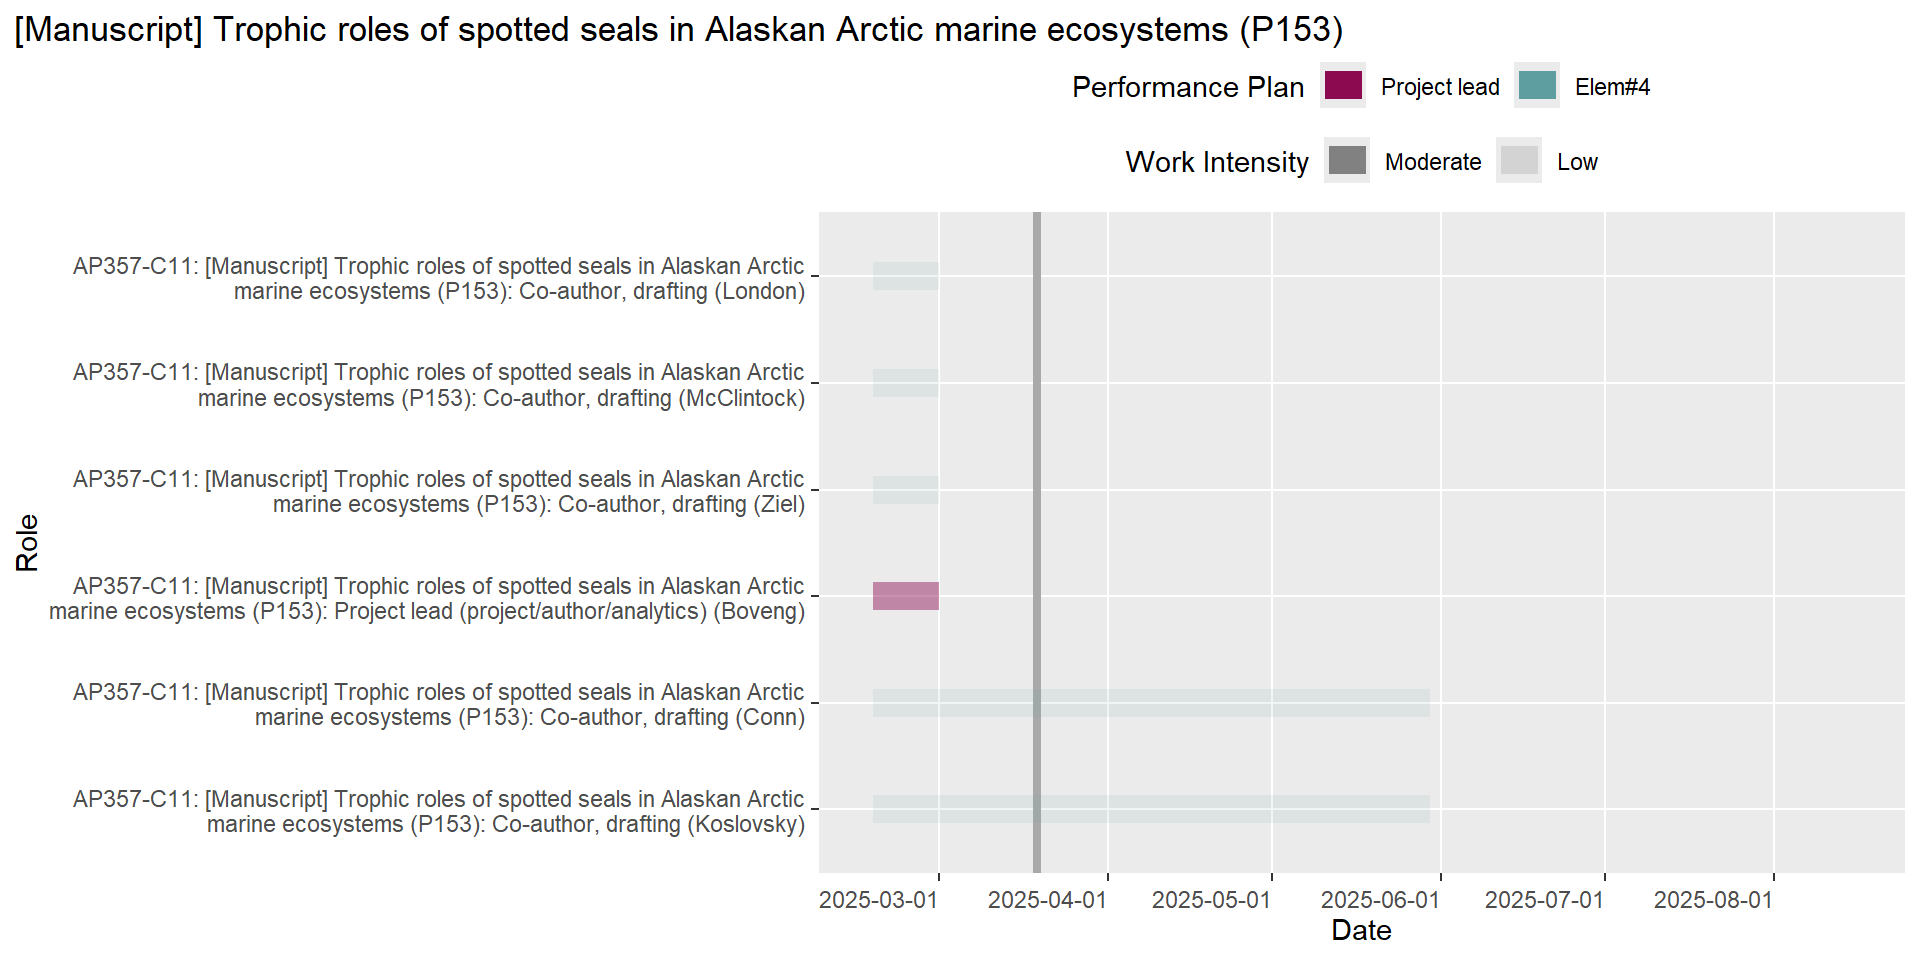 [Manuscript] Trophic roles of spotted seals in Alaskan Arctic marine ecosystems (P153)
Performance Plan Project lead Elem#4
Work Intensity Moderate Low
AP357-C11: [Manuscript] Trophic roles of spotted seals in Alaskan Arctic
marine ecosystems (P153): Co-author, drafting (London)
AP357-C11: [Manuscript] Trophic roles of spotted seals in Alaskan Arctic
marine ecosystems (P153): Co-author, drafting (McClintock)
AP357-C11: [Manuscript] Trophic roles of spotted seals in Alaskan Arctic
marine ecosystems (P153): Co-author, drafting (Ziel)
Role
AP357-C11: [Manuscript] Trophic roles of spotted seals in Alaskan Arctic
marine ecosystems (P153): Project lead (project/author/analytics) (Boveng)
AP357-C11: [Manuscript] Trophic roles of spotted seals in Alaskan Arctic
marine ecosystems (P153): Co-author, drafting (Conn)
AP357-C11: [Manuscript] Trophic roles of spotted seals in Alaskan Arctic
marine ecosystems (P153): Co-author, drafting (Koslovsky)
2025-03-01 2025-04-01 2025-05-01 2025-06-01 2025-07-01 2025-08-01
Date